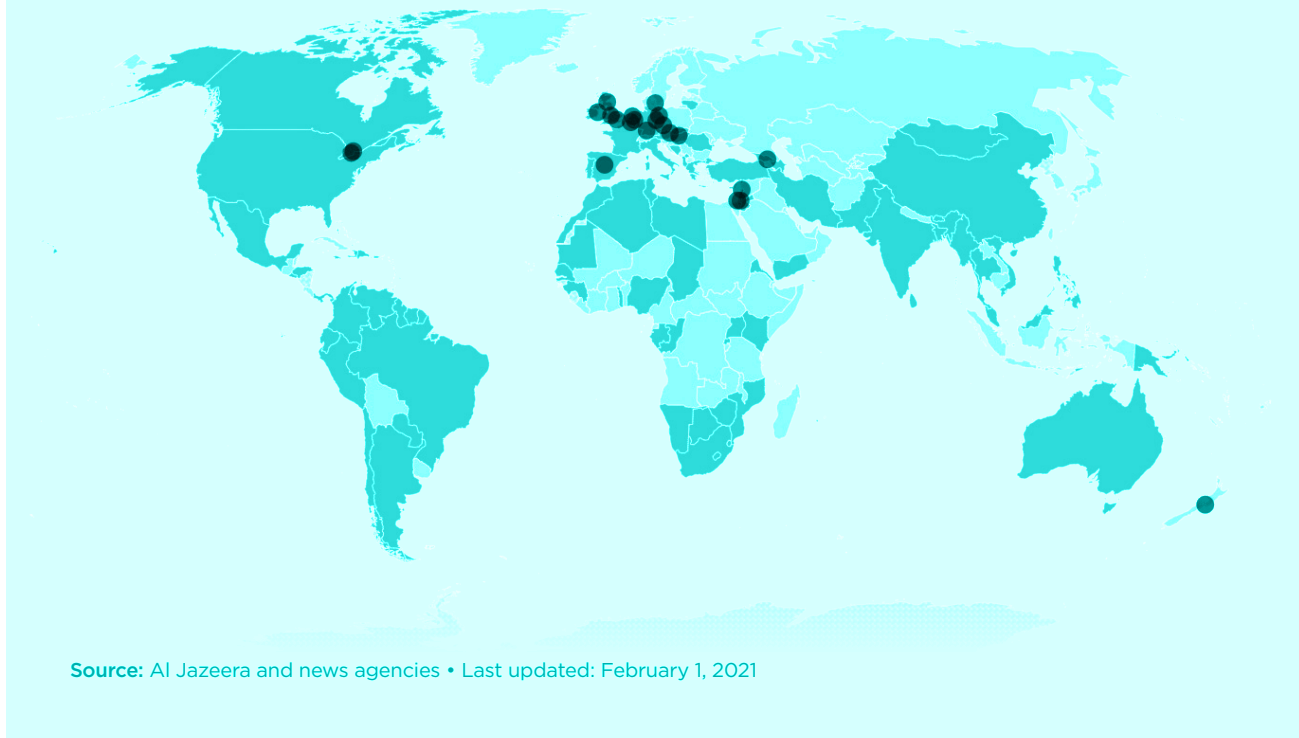 Source: Al Jazeera and news agencies • Last updated: February 1, 2021